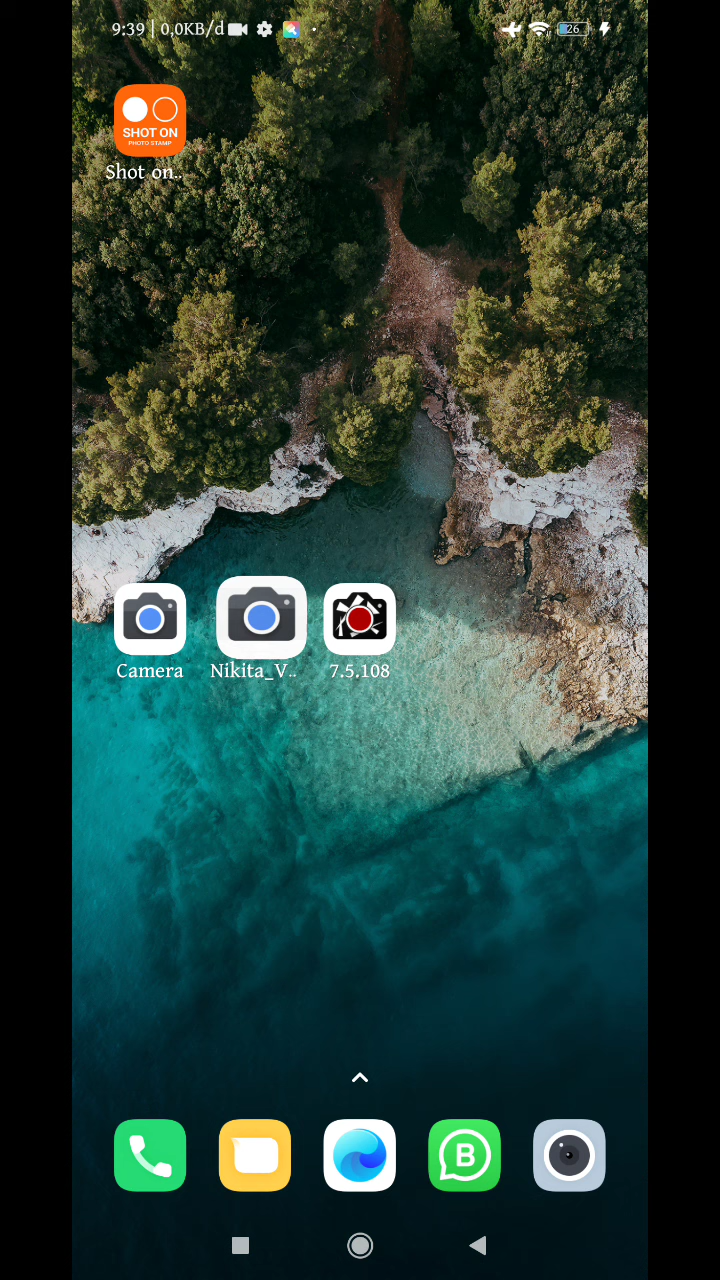 9:39 | 0,0KB/d
26
SHOT ON
PHOTO STAMP
Shot on..
Camera
Nikita_V..
7.5.108
B